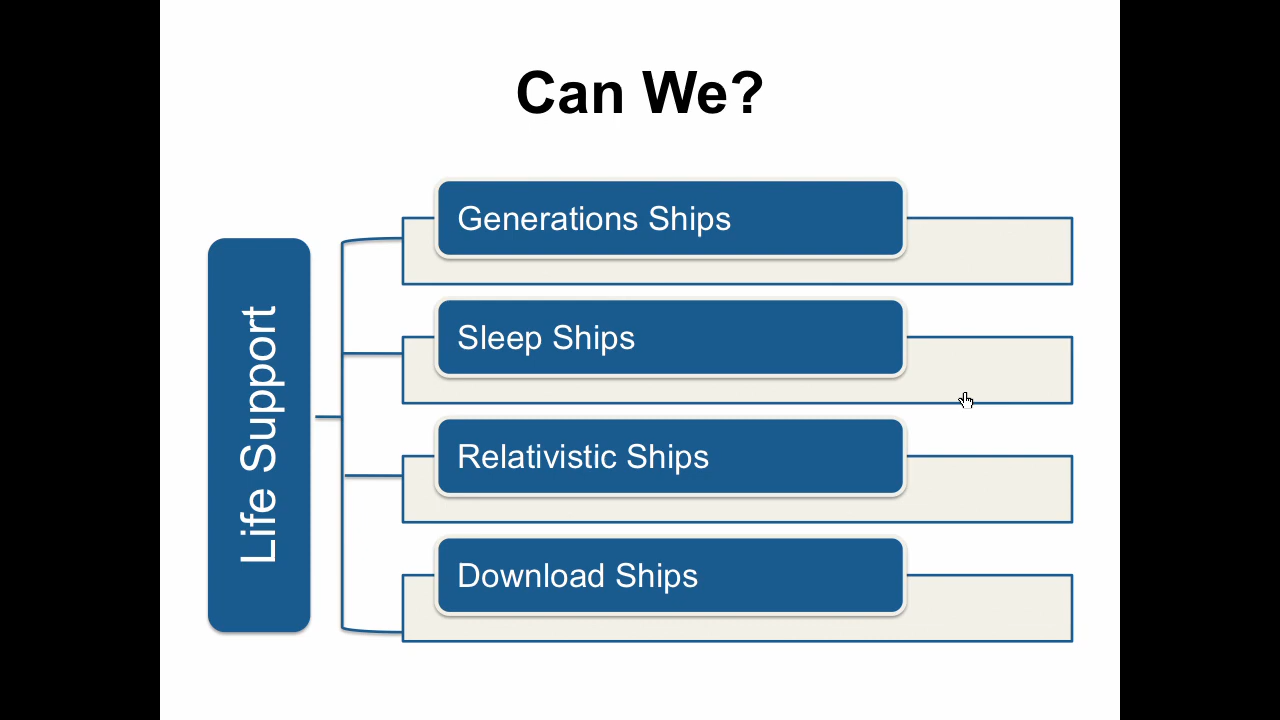 Can We?
Life Support
Generations Ships
Sleep Ships
Relativistic Ships
Download Ships